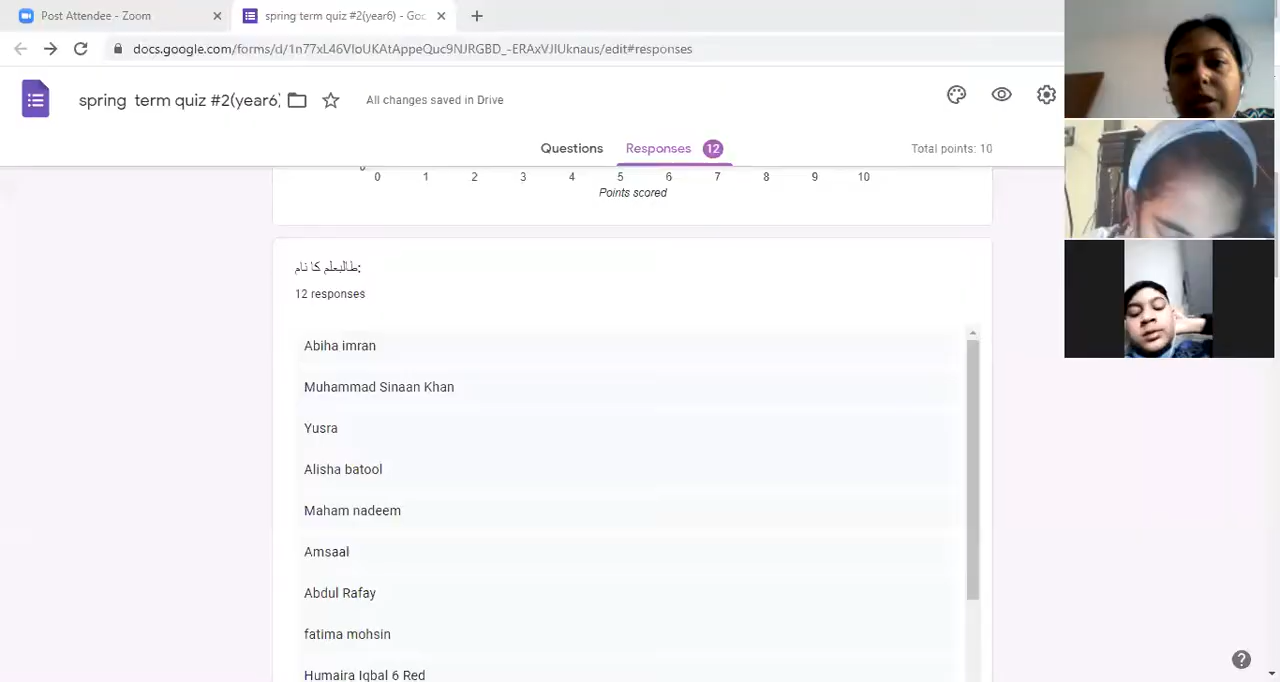 Post Attendee - Zoom
spring term quiz #2(year6) - Goo
docs.google.com/forms/d/1n77xL46VIoUKAtAppeQuc9NJRGBD_-ERAxVJIUknaus/edit#responses
spring term quiz #2(year6)
All changes saved in Drive
Questions
Responses 12
Total points: 10
0 1 2 3 4 5 6 7 8 9 10
Points scored
طالبعلم کا نام:
12 responses
Abiha imran
Muhammad Sinaan Khan
Yusra
Alisha batool
Maham nadeem
Amsaal
Abdul Rafay
fatima mohsin
Humaira Iqbal 6 Red